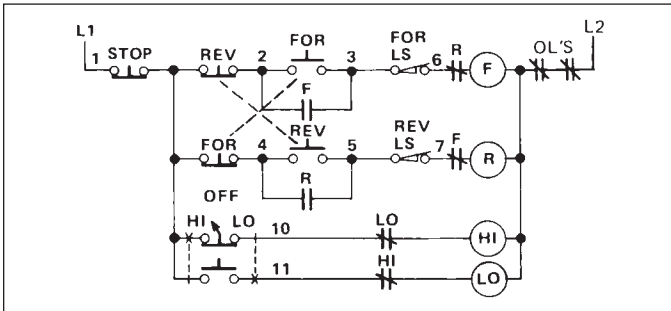 L1 L2
1 STOP REV 2 FOR 3 FOR LS 6 R F OL'S
F
FOR 4 REV 5 REV LS 7 F R
OFF R
HI LO 10 LO HI
11 HI LO